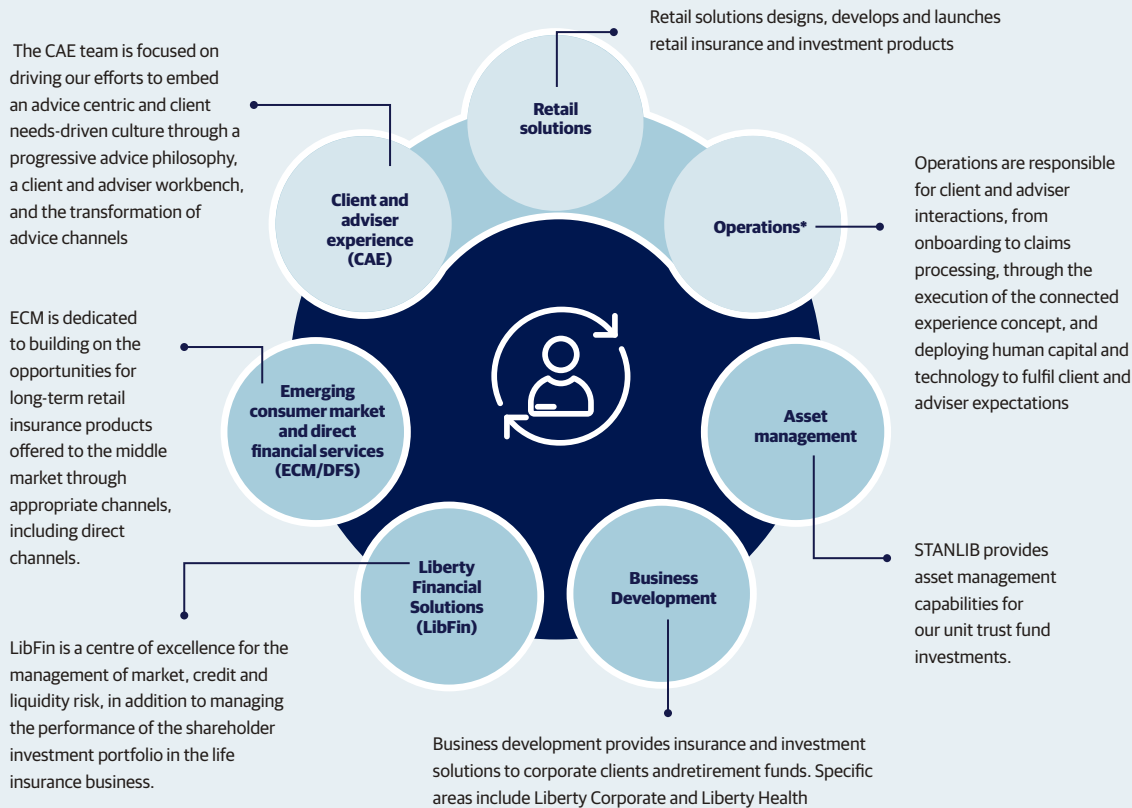 Retail solutions designs, develops and launches
retail insurance and investment products
The CAE team is focused on
driving our efforts to embed
an advice centric and client
needs-driven culture through a
progressive advice philosophy,
a client and adviser workbench,
and the transformation of
advice channels
Retail
solutions
Client and
adviser
experience
(CAE)
Operations*
Operations are responsible
for client and adviser
interactions, from
onboarding to claims
processing, through the
execution of the connected
experience concept, and
deploying human capital and
technology to fulfil client and
adviser expectations
ECM is dedicated
to building on the
opportunities for
long-term retail
insurance products
offered to the middle
market through
appropriate channels,
including direct
channels.
Emerging
consumer market
and direct
financial services
(ECM/DFS)
Asset
management
Liberty
Financial
Solutions
(LibFin)
Business
Development
STANLIB provides
asset management
capabilities for
our unit trust fund
investments.
LibFin is a centre of excellence for the
management of market, credit and
liquidity risk, in addition to managing
the performance of the shareholder
investment portfolio in the life
insurance business.
Business development provides insurance and investment
solutions to corporate clients andretirement funds. Specific
areas include Liberty Corporate and Liberty Health